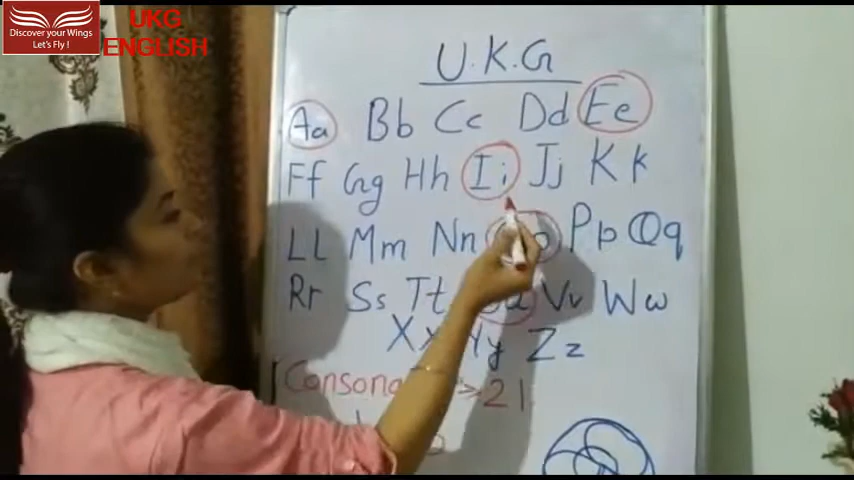 Discover your Wings
Let's Fly !
UKG
ENGLISH
U.K.G
Aa Bb Cc Dd Ee
Ff Gg Hh Ii Jj Kk
LL Mm Nn Pp Qq
Rr Ss Tt Vv Ww
Xx Yy Zz
21